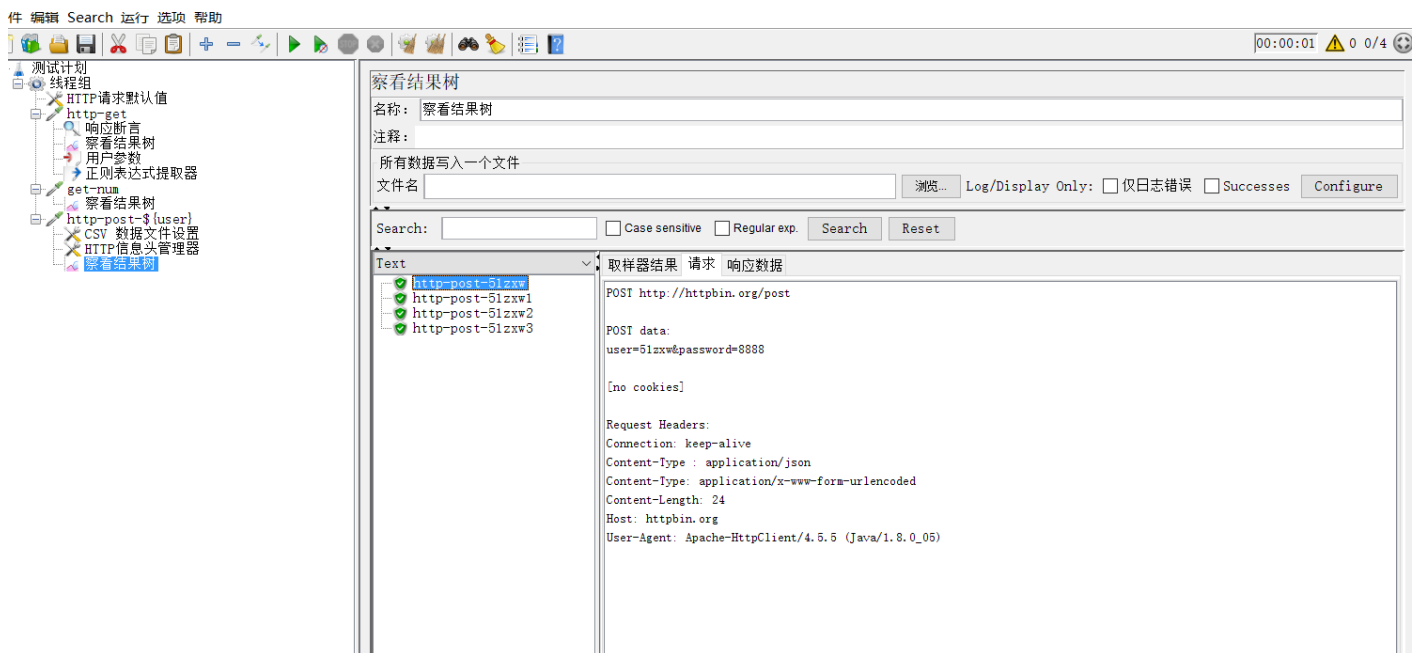 件 编辑 Search 运行 选项 帮助
00:00:01 0 0/4
测试计划
线程组
HTTP请求默认值
http-get
响应断言
察看结果树
用户参数
正则表达式提取器
get-num
察看结果树
http-post-${user}
CSV 数据文件设置
HTTP信息头管理器
察看结果树
察看结果树
名称: 察看结果树
注释:
所有数据写入一个文件
文件名 浏览... Log/Display Only: 仅日志错误 Successes Configure
Search: Case sensitive Regular exp. Search Reset
Text
http-post-51zxw
http-post-51zxw1
http-post-51zxw2
http-post-51zxw3
取样器结果 请求 响应数据
POST http://httpbin.org/post
POST data:
user=51zxw&password=8888
[no cookies]
Request Headers:
Connection: keep-alive
Content-Type : application/json
Content-Type: application/x-www-form-urlencoded
Content-Length: 24
Host: httpbin.org
User-Agent: Apache-HttpClient/4.5.5 (Java/1.8.0_05)